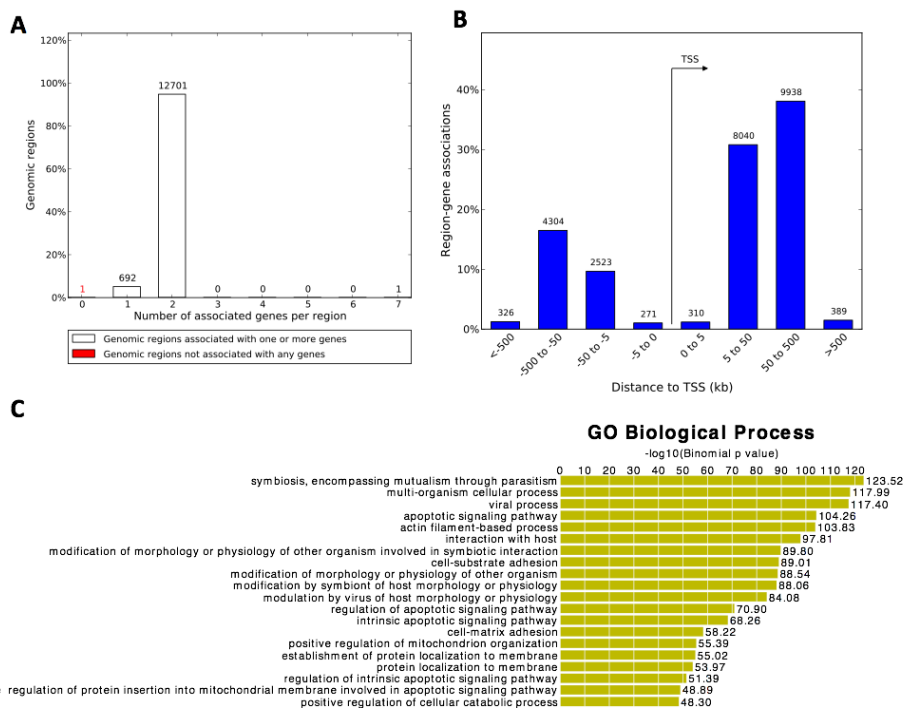 A
120%
100%
80%
60%
40%
20%
0%
Genomic regions
1
692
12701
0
0
0
0
1
0 1 2 3 4 5 6 7
Number of associated genes per region
Genomic regions associated with one or more genes
Genomic regions not associated with any genes
B
40%
30%
20%
10%
0%
Region-gene associations
TSS
326
4304
2523
271
310
8040
9938
389
<-500
-500 to -50
-50 to -5
-5 to 0
0 to 5
5 to 50
50 to 500
>500
Distance to TSS (kb)
C
GO Biological Process
-log10(Binomial p value)
0 10 20 30 40 50 60 70 80 90 100 110 120
symbiosis, encompassing mutualism through parasitism 123.52
multi-organism cellular process 117.99
viral process 117.40
apoptotic signaling pathway 104.26
actin filament-based process 103.83
interaction with host 97.81
modification of morphology or physiology of other organism involved in symbiotic interaction 89.80
cell-substrate adhesion 89.01
modification of morphology or physiology of other organism 88.54
modification by symbiont of host morphology or physiology 88.06
modulation by virus of host morphology or physiology 84.08
regulation of apoptotic signaling pathway 70.90
intrinsic apoptotic signaling pathway 68.26
cell-matrix adhesion 58.22
positive regulation of mitochondrion organization 55.39
establishment of protein localization to membrane 55.02
protein localization to membrane 53.97
regulation of intrinsic apoptotic signaling pathway 51.39
regulation of protein insertion into mitochondrial membrane involved in apoptotic signaling pathway 48.89
positive regulation of cellular catabolic process 48.30